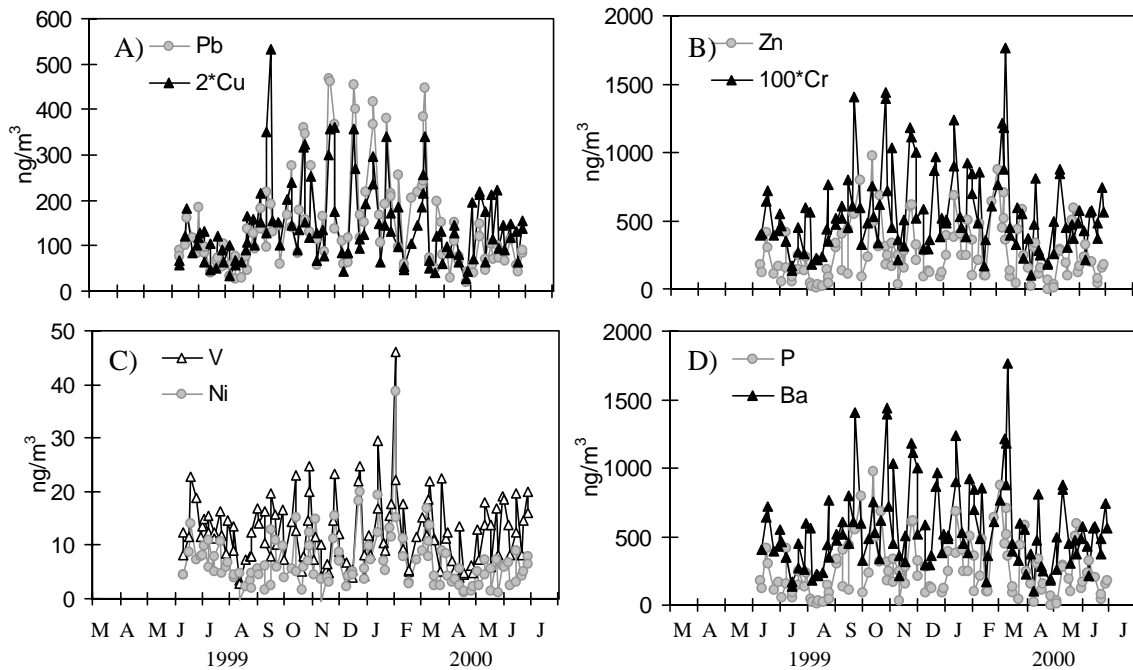 A)
Pb
2*Cu
600
500
400
300
200
100
0
ng/m³
B)
Zn
100*Cr
2000
1500
1000
500
0
ng/m³
C)
V
Ni
50
40
30
20
10
0
ng/m³
M A M J J A S O N D J F M A M J J
1999 2000
D)
P
Ba
2000
1500
1000
500
0
ng/m³
M A M J J A S O N D J F M A M J J
1999 2000